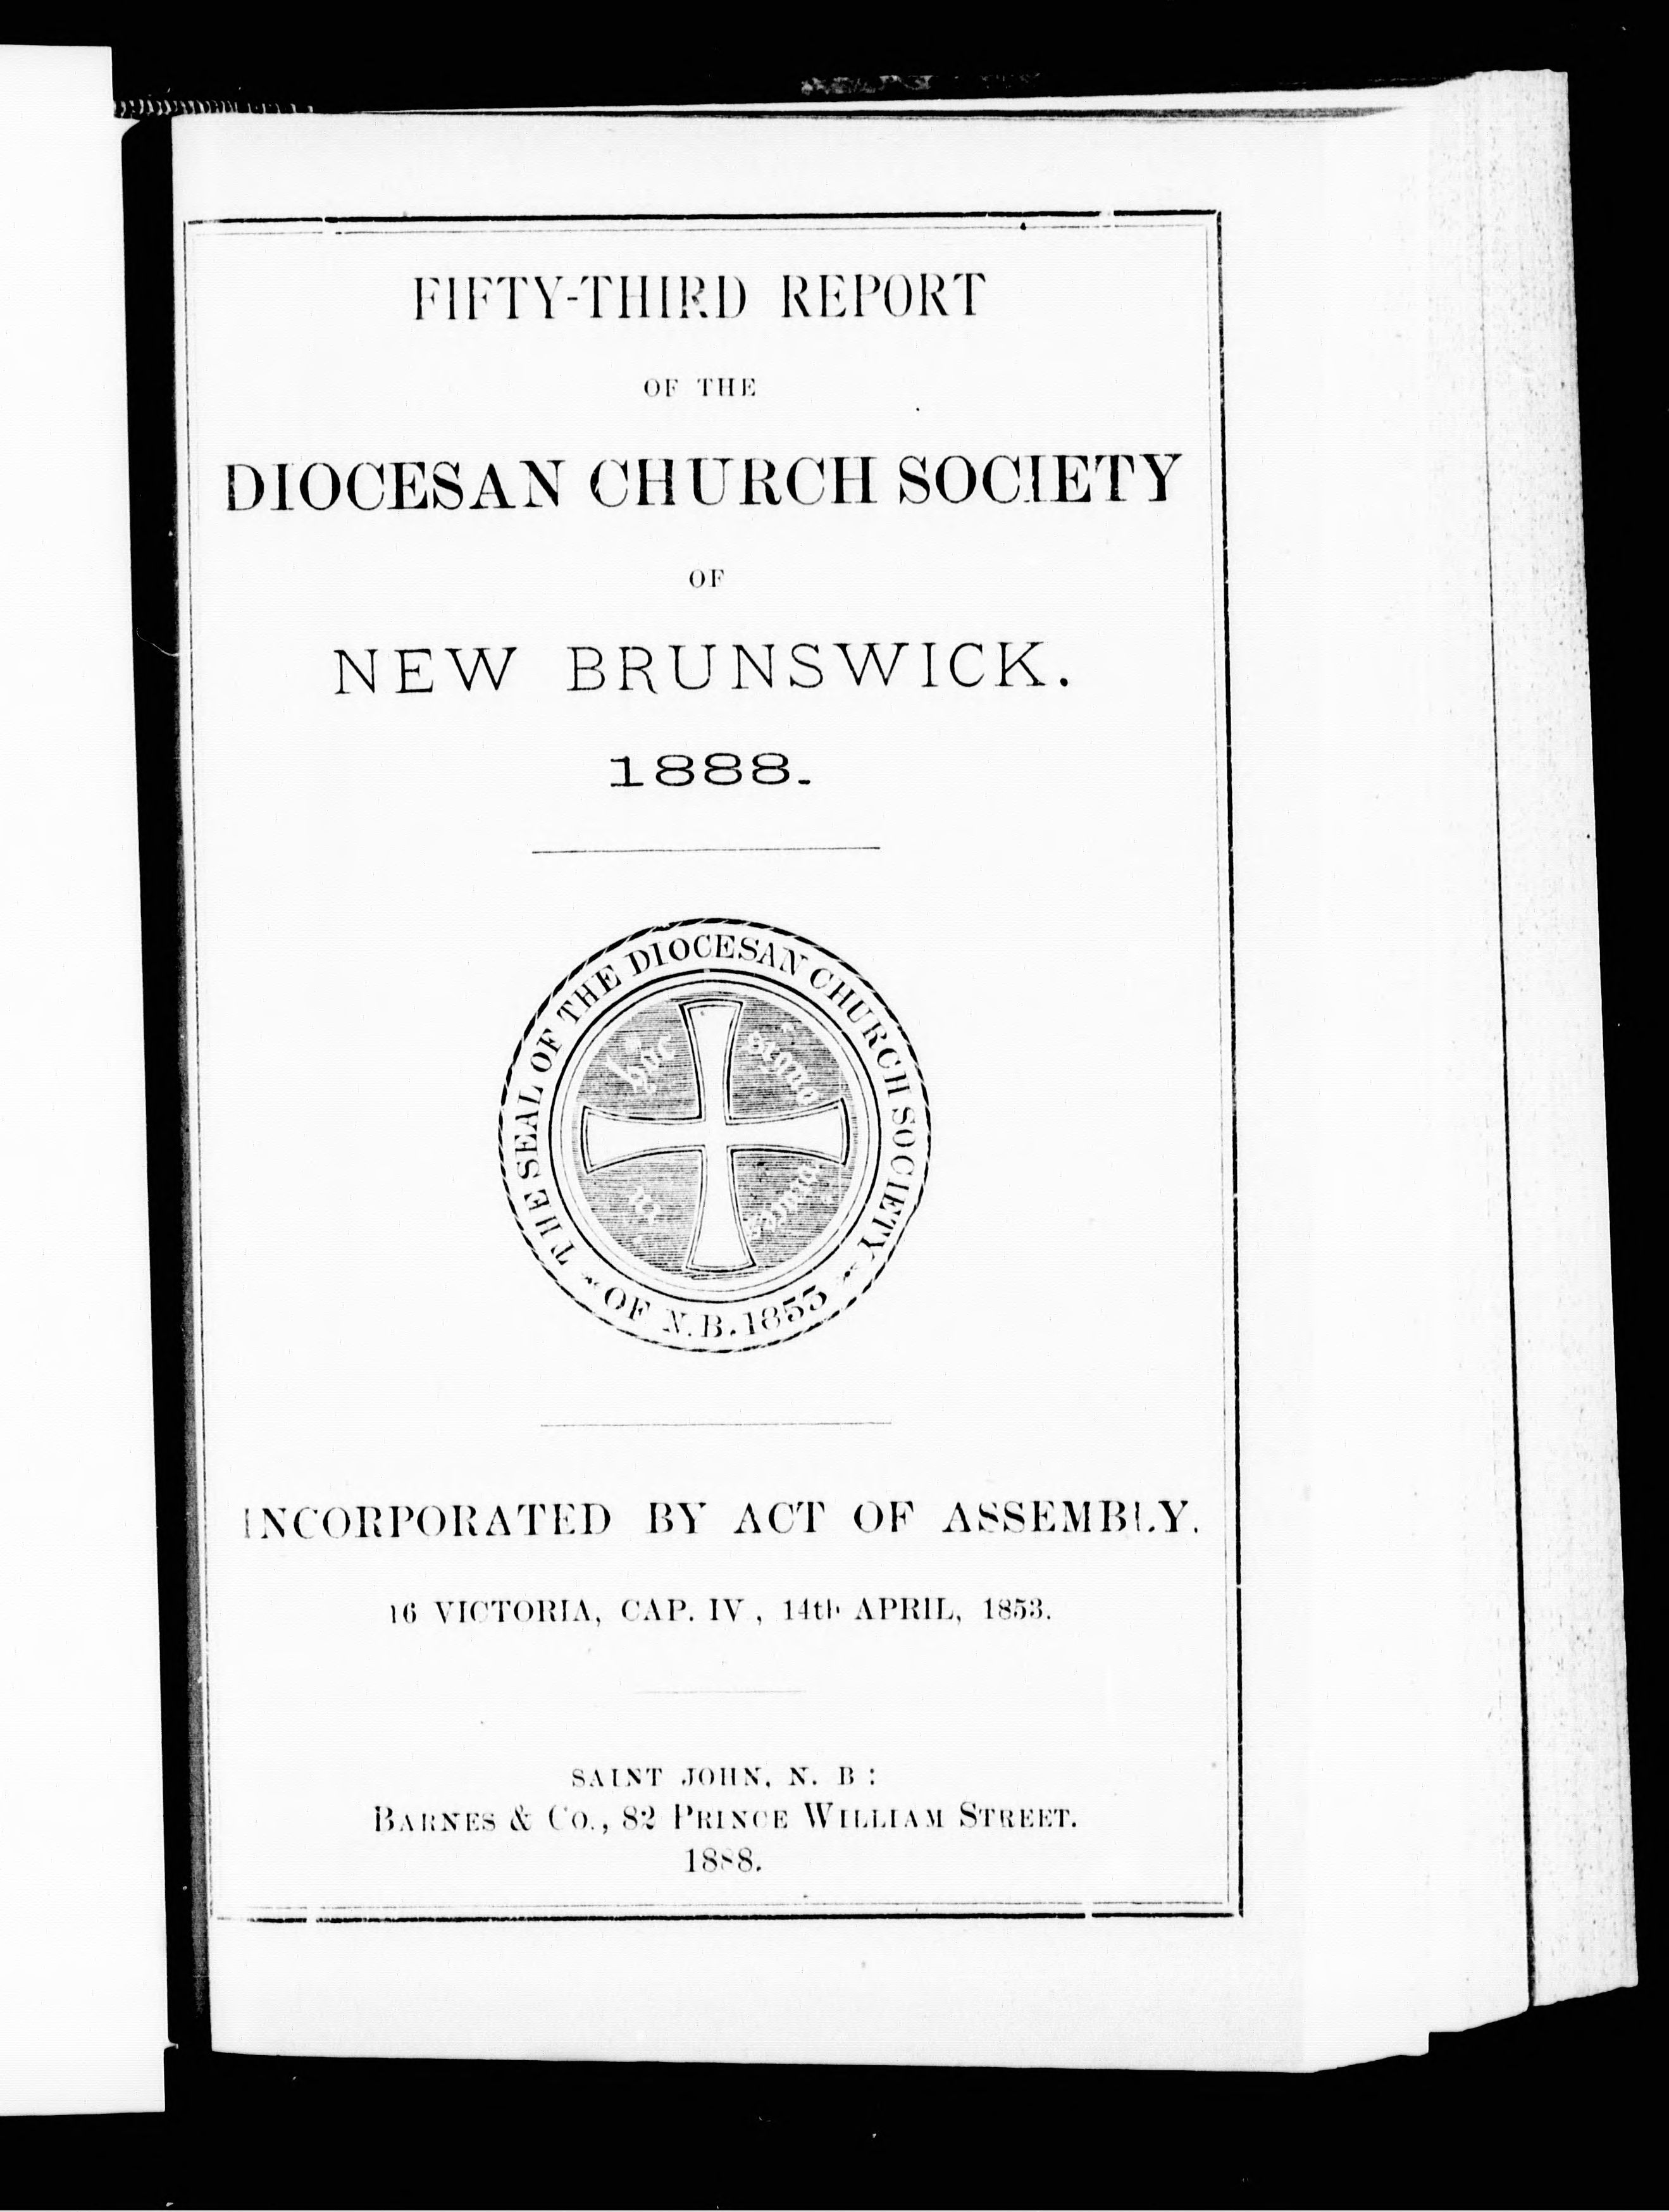 FIFTY-THIRD REPORT
OF THE
DIOCESAN CHURCH SOCIETY
OF
NEW BRUNSWICK.
1888.
THE SEAL OF THE DIOCESAN CHURCH SOCIETY
OF N.B. 1853
hoc
signo
INCORPORATED BY ACT OF ASSEMBLY.
16 VICTORIA, CAP. IV, 14th APRIL, 1853.
SAINT JOHN, N. B:
BARNES & CO., 82 PRINCE WILLIAM STREET.
1888.